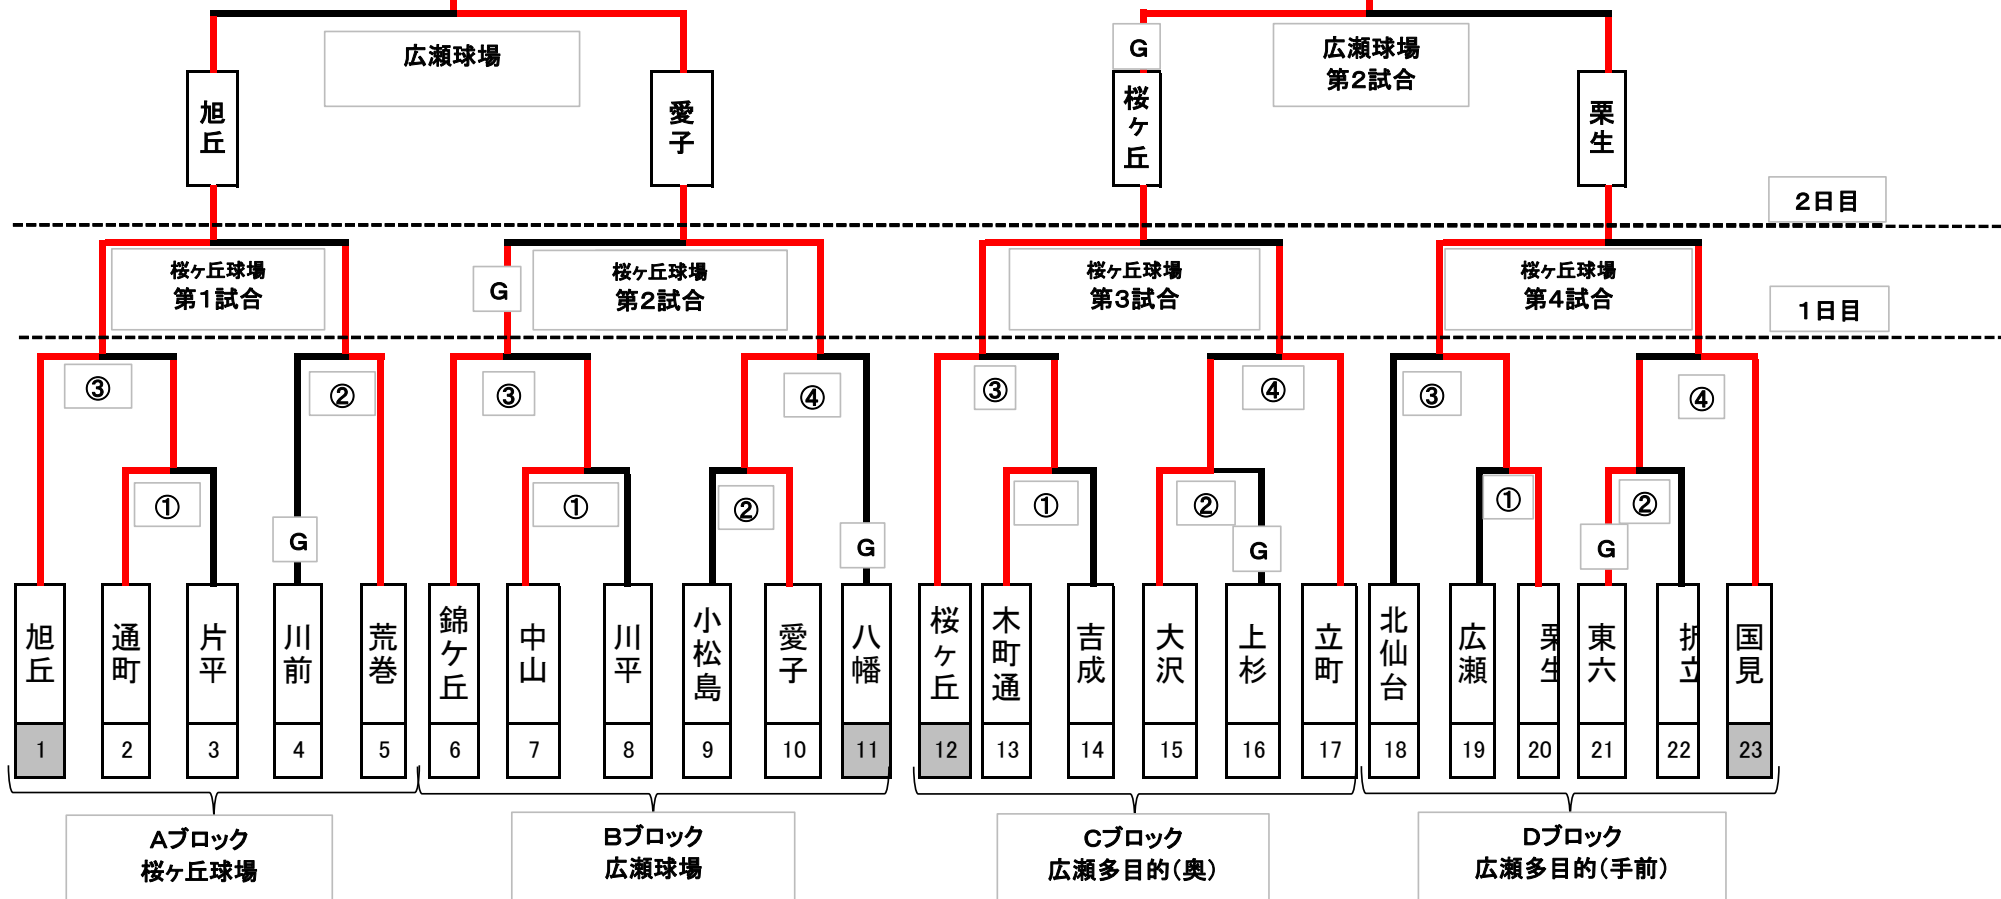 広瀬球場
G
広瀬球場
第2試合
旭丘
愛子
桜ヶ丘
栗生
2日目
桜ヶ丘球場
第1試合
G
桜ヶ丘球場
第2試合
桜ヶ丘球場
第3試合
桜ヶ丘球場
第4試合
1日目
③
②
③
④
③
④
③
④
①
G
①
②
G
①
②
G
①
G
②
旭丘
通町
片平
川前
荒巻
錦ケ丘
中山
川平
小松島
愛子
八幡
桜ヶ丘
木町通
吉成
大沢
上杉
立町
北仙台
広瀬
栗生
東六
折立
国見
1
2
3
4
5
6
7
8
9
10
11
12
13
14
15
16
17
18
19
20
21
22
23
Aブロック
桜ヶ丘球場
Bブロック
広瀬球場
Cブロック
広瀬多目的(奥)
Dブロック
広瀬多目的(手前)